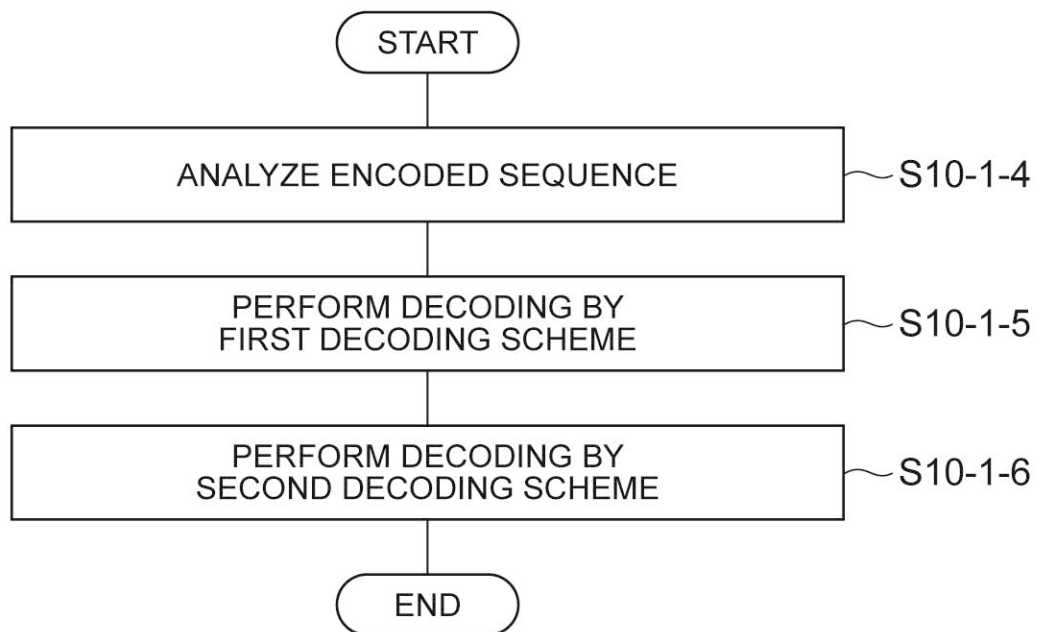 START
ANALYZE ENCODED SEQUENCE
S10-1-4
PERFORM DECODING BY
FIRST DECODING SCHEME
S10-1-5
PERFORM DECODING BY
SECOND DECODING SCHEME
S10-1-6
END